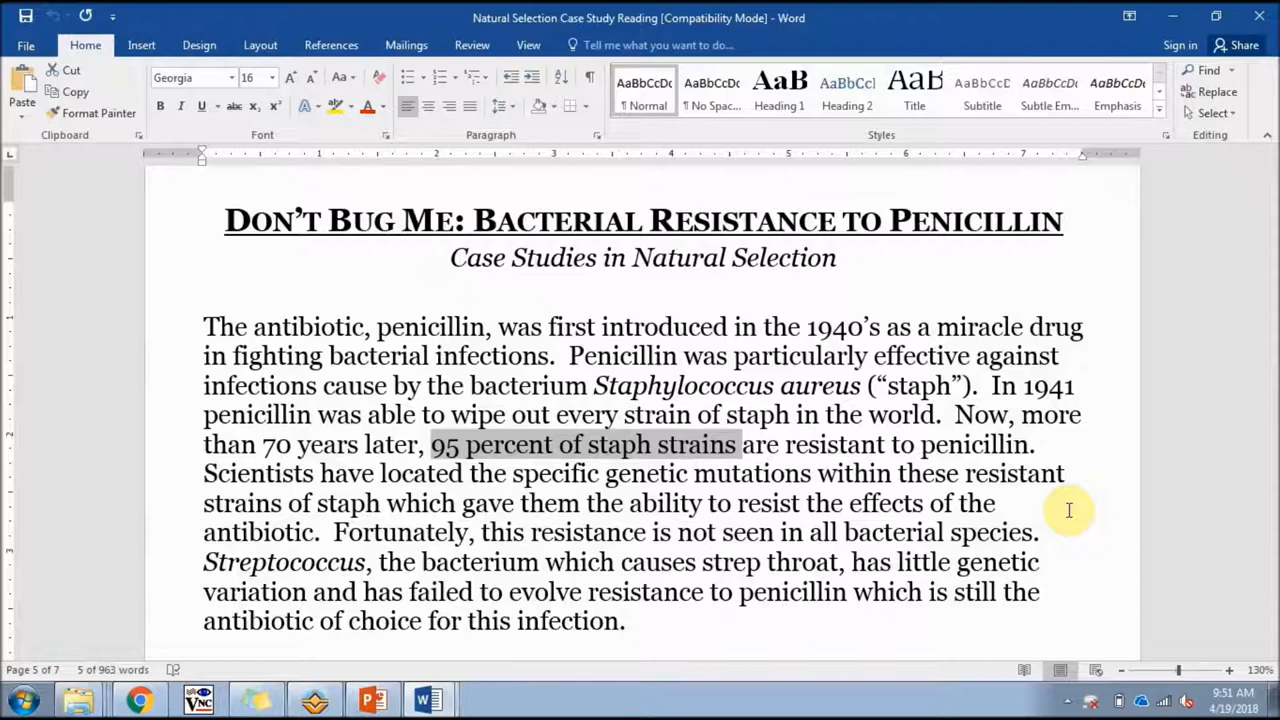 Natural Selection Case Study Reading [Compatibility Mode] - Word
File Home Insert Design Layout References Mailings Review View Tell me what you want to do... Sign in Share
Paste Cut Copy Format Painter
Georgia 16
AaBbCcDc AaBbCcDc AaB AaBbCcI AaB AaBbCcD AaBbCcDc AaBbCcDc
¶ Normal ¶ No Spac... Heading 1 Heading 2 Title Subtitle Subtle Em... Emphasis
Find Replace Select
Clipboard Font Paragraph Styles Editing
1 2 3 4 5 6 7
DON'T BUG ME: BACTERIAL RESISTANCE TO PENICILLIN
Case Studies in Natural Selection
The antibiotic, penicillin, was first introduced in the 1940's as a miracle drug
in fighting bacterial infections. Penicillin was particularly effective against
infections cause by the bacterium Staphylococcus aureus ("staph"). In 1941
penicillin was able to wipe out every strain of staph in the world. Now, more
than 70 years later, 95 percent of staph strains are resistant to penicillin.
Scientists have located the specific genetic mutations within these resistant
strains of staph which gave them the ability to resist the effects of the
antibiotic. Fortunately, this resistance is not seen in all bacterial species.
Streptococcus, the bacterium which causes strep throat, has little genetic
variation and has failed to evolve resistance to penicillin which is still the
antibiotic of choice for this infection.
Page 5 of 7 5 of 963 words 130%
9:51 AM
4/19/2018